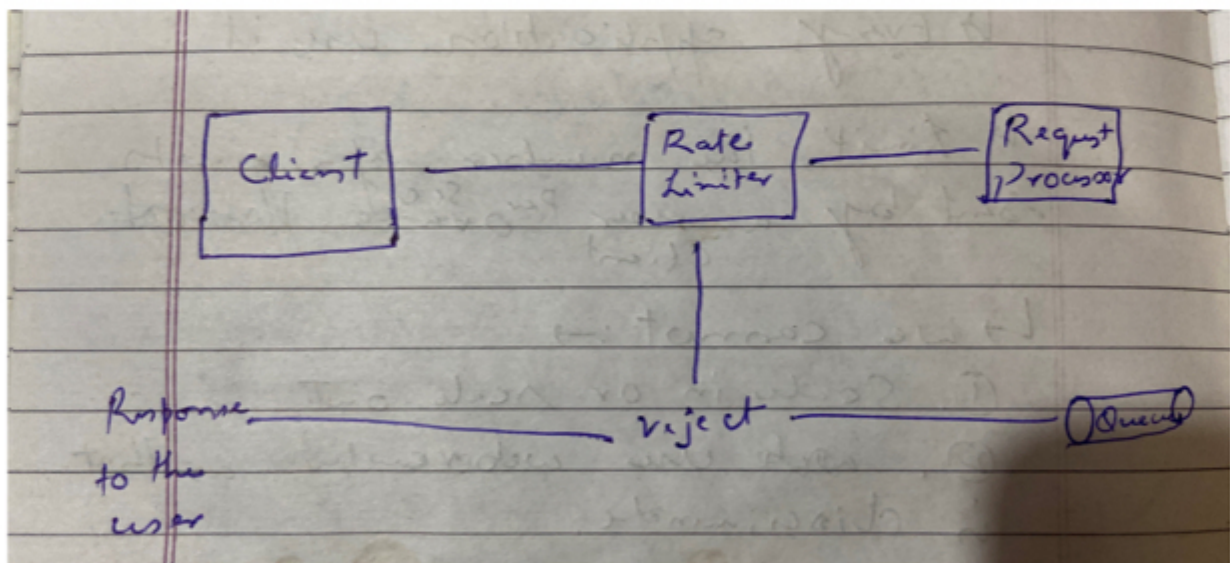 Client
Rate
Limiter
Request
Processor
Response
to the
user
reject
Queue